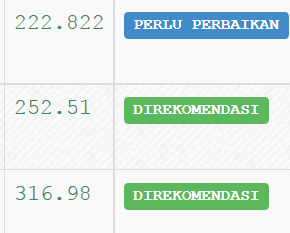 222.822 PERLU PERBAIKAN
252.51 DIREKOMENDASI
316.98 DIREKOMENDASI